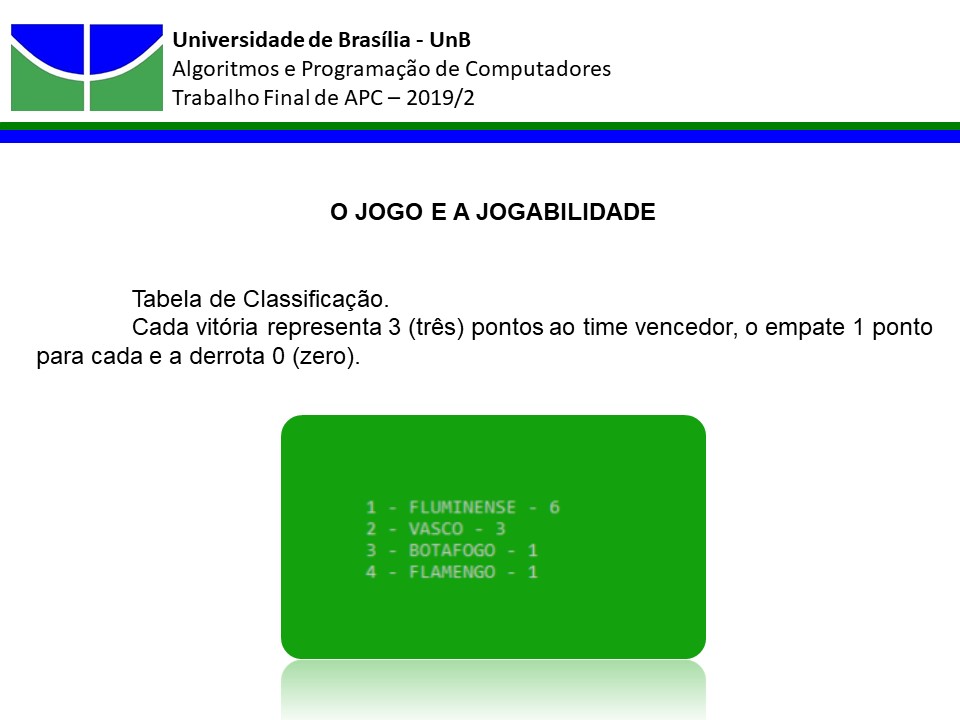 Universidade de Brasília - UnB
Algoritmos e Programação de Computadores
Trabalho Final de APC – 2019/2
O JOGO E A JOGABILIDADE
Tabela de Classificação.
Cada vitória representa 3 (três) pontos ao time vencedor, o empate 1 ponto
para cada e a derrota 0 (zero).
1 - FLUMINENSE - 6
2 - VASCO - 3
3 - BOTAFOGO - 1
4 - FLAMENGO - 1